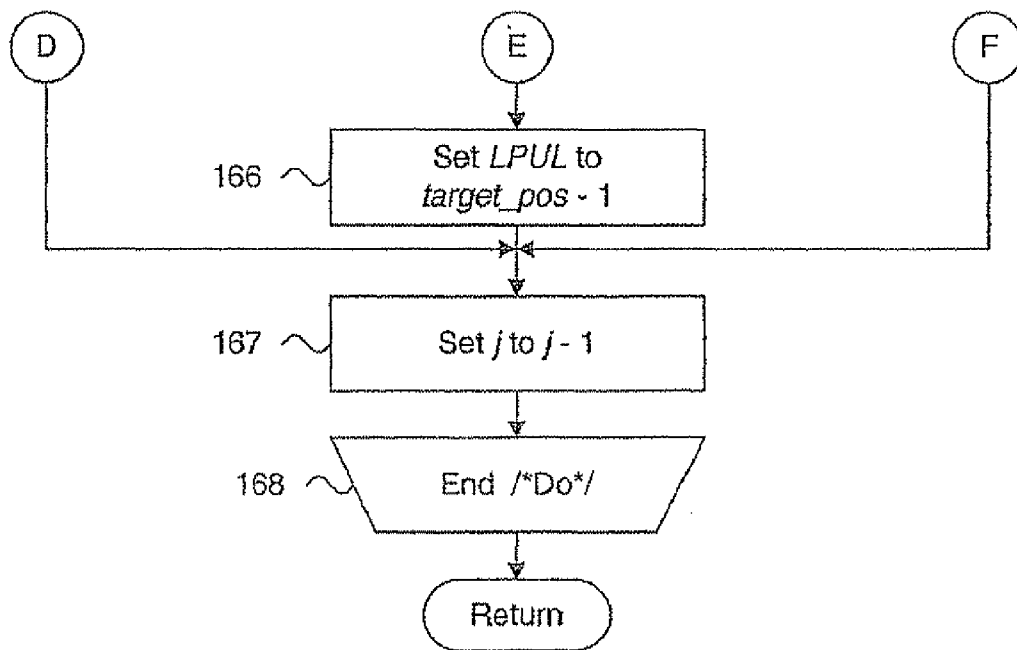 D
E
F
166
Set LPUL to
target_pos - 1
167
Set j to j - 1
168
End /*Do*/
Return